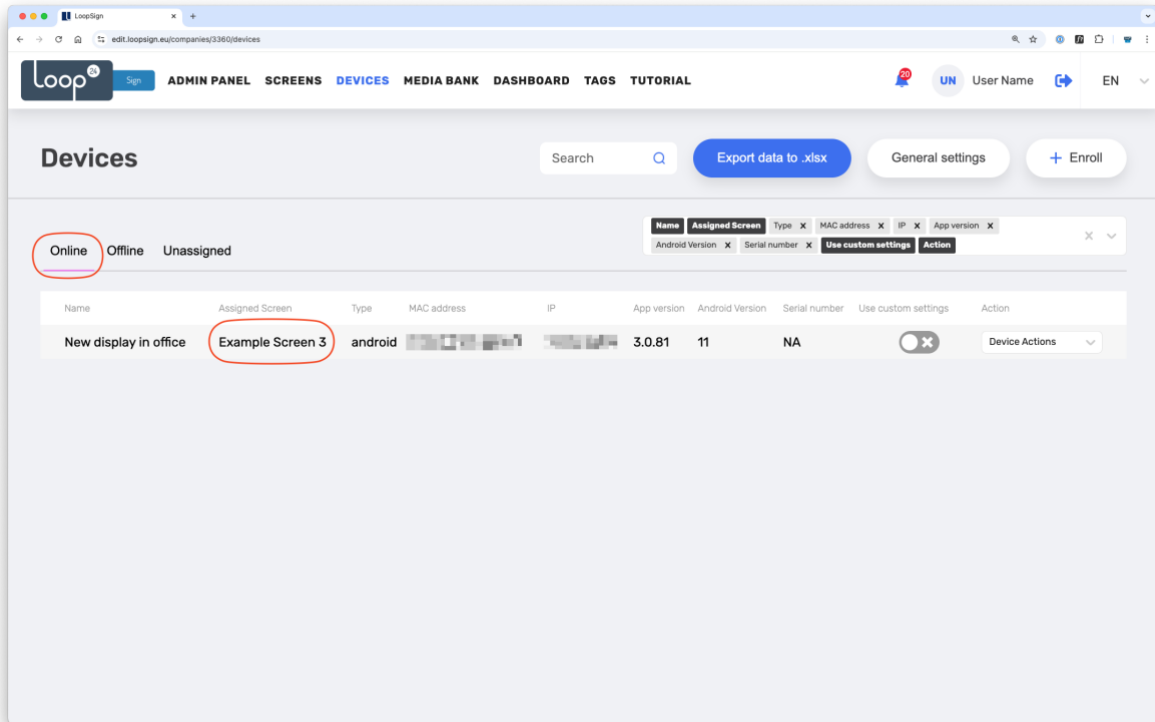 LoopSign
edit.loopsign.eu/companies/3360/devices
Loop 24 Sign ADMIN PANEL SCREENS DEVICES MEDIA BANK DASHBOARD TAGS TUTORIAL 20 UN User Name EN
Devices Search Export data to .xlsx General settings + Enroll
Online Offline Unassigned
Name Assigned Screen Type X MAC address X IP X App version X
Android Version X Serial number X Use custom settings Action
Name Assigned Screen Type MAC address IP App version Android Version Serial number Use custom settings Action
New display in office Example Screen 3 android 3.0.81 11 NA Device Actions